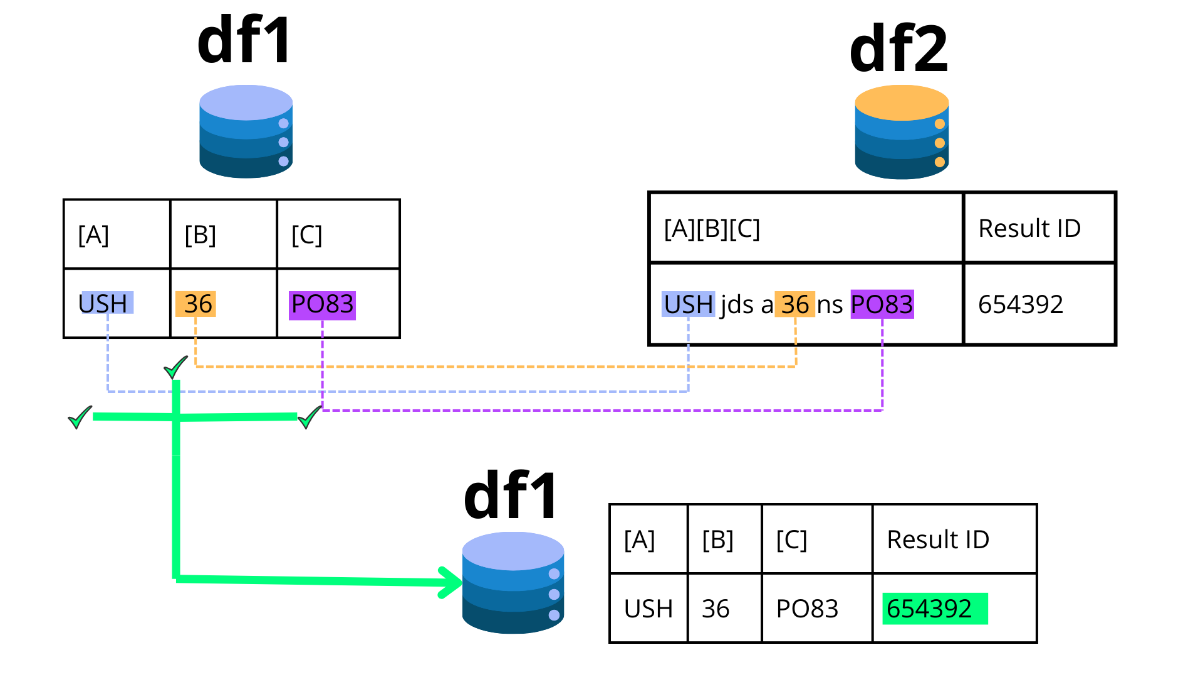 df1
df2
[A] [B] [C]
USH 36 PO83
[A][B][C] Result ID
USH jds a 36 ns PO83 654392
df1
[A] [B] [C] Result ID
USH 36 PO83 654392